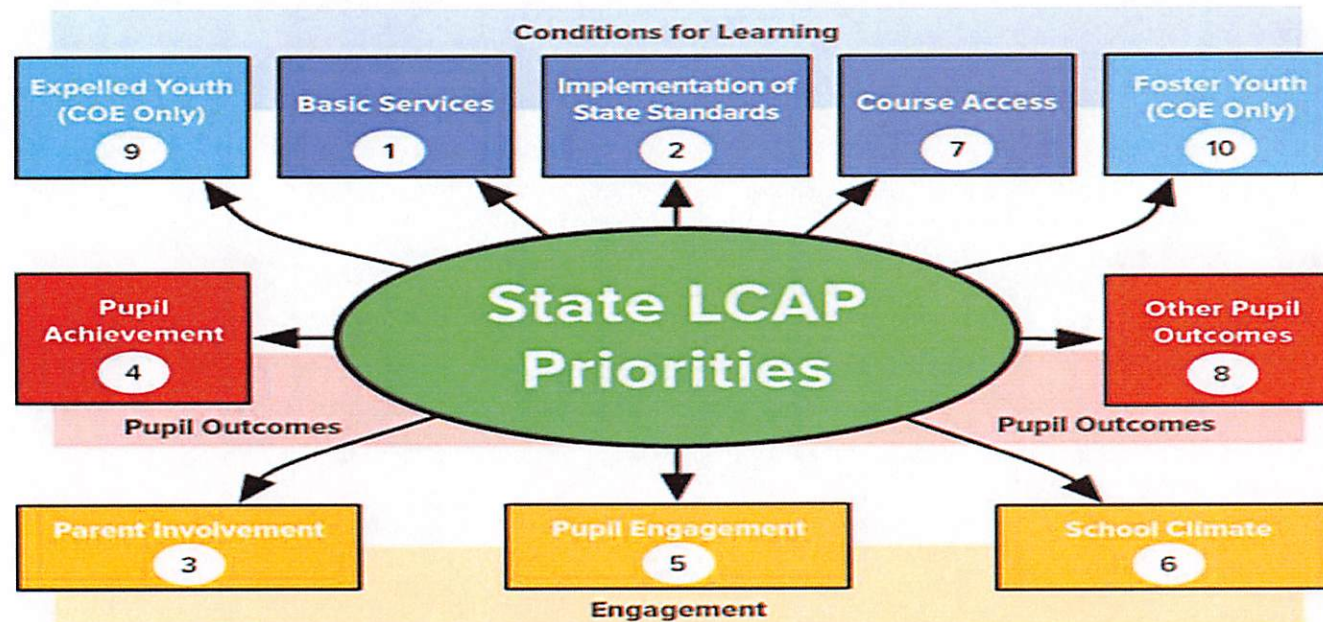 Conditions for Learning
Expelled Youth
(COE Only)
9
Basic Services
1
Implementation of
State Standards
2
Course Access
7
Foster Youth
(COE Only)
10
State LCAP
Priorities
Pupil
Achievement
4
Other Pupil
Outcomes
8
Pupil Outcomes
Pupil Outcomes
Parent Involvement
3
Pupil Engagement
5
School Climate
6
Engagement